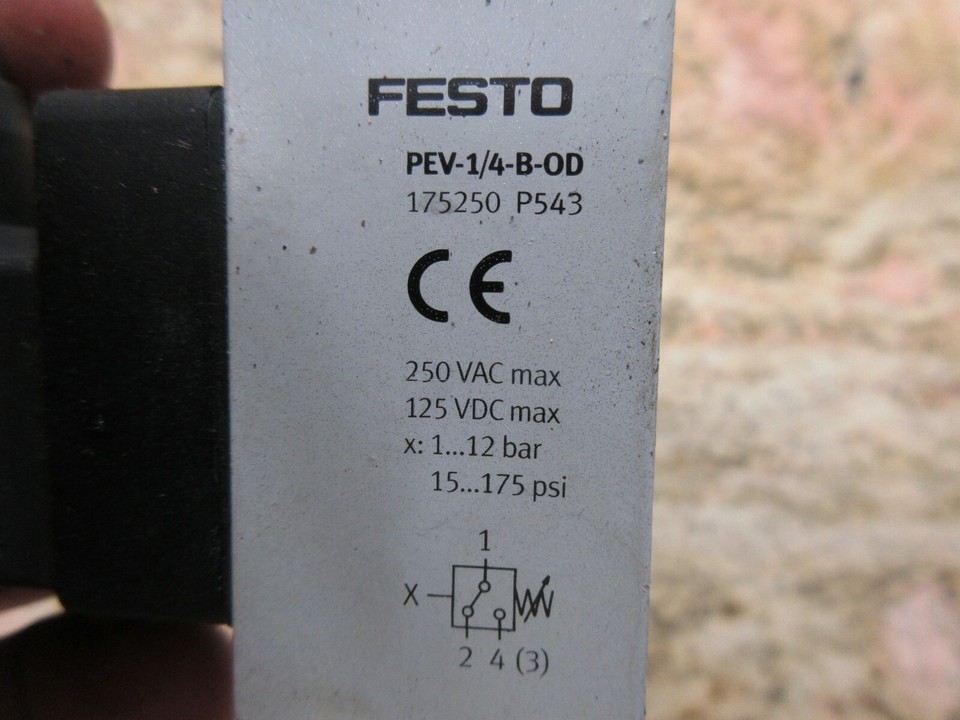 FESTO
PEV-1/4-B-OD
175250 P543
CE
250 VAC max
125 VDC max
x: 1...12 bar
15...175 psi
1
X
2 4 (3)